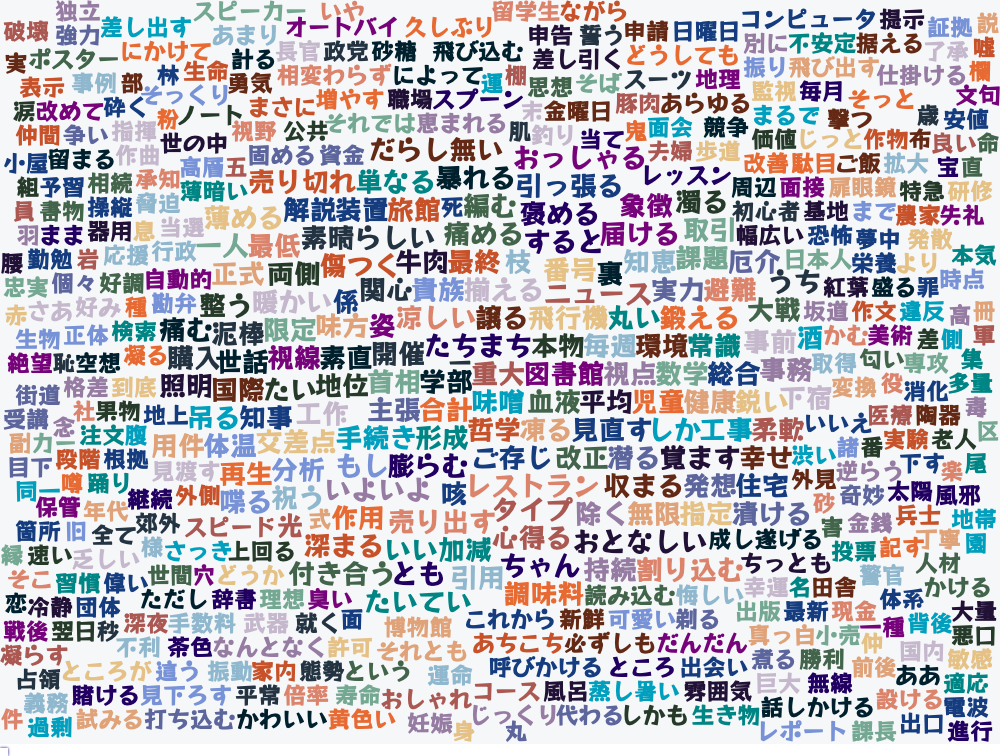 独立 スピーカー いや 留学生 ながら
破壊 強力 差し出す あまり オートバイ 久しぶり 申告 誓う 申請 日曜日 コンピュータ 提示 証拠 説
実 ポスター にかけて 計る 長官 政党 砂糖 飛び込む 差し引く どうしても 別に 不安定 据える 了承 嘘
表示 事例 部 林 生命 勇気 相変わらず によって 運 棚 思想 そば スーツ 地理 振り 飛び出す 仕掛ける 欄
涙 改めて 砕く そっくり 粉 ノート まさに 増やす 職場 スプーン 末 金曜日 豚肉 あらゆる 監視 毎月 そっと 文句
仲間 争い 指揮 世の中 視野 公共 それでは 恵まれる 肌 釣り 当て 鬼 面会 競争 まるで 撃つ 歳 安値
小屋 留まる 作曲 高層 五 固める 資金 だらし無い おっしゃる 夫婦 歩道 価値 じっと 作物 布 良い 命
組 予習 相続 承知 薄暗い 売り切れ 単なる 暴れる 引っ張る レッスン 改善 駄目 ご飯 拡大 宝 直
員 書物 操縦 脅迫 薄める 解説 装置 旅館 死 編む 褒める 象徴 濁る 周辺 面接 扉 眼鏡 特急 研修
羽 まま 器用 息 当選 素晴らしい 痛める するど 届ける 取引 初心者 基地 まで 農家 失礼
腰 勤勉 岩 応援 行政 一人 最低 傷つく 牛肉 最終 枝 番号 裏 知恵 課題 厄介 幅広い 恐怖 夢中 発散
忠実 個々 好調 自動的 正式 両側 関心 貴族 揃える ニュース 実力 避難 日本人 栄養 より 本気
赤 さあ 好み 種 勘弁 整う 暖かい 係 うち 紅葉 盛る 罪 時点
生物 正体 検索 痛む 泥棒 限定 味方 姿 涼しい 譲る 飛行機 丸い 鍛える 大戦 坂道 作文 違反 高 冊
絶望 恥 空想 凝る 購入 世話 視線 素直 開催 たちまち 本物 毎週 環境 常識 事前 酒 かむ 美術 差 側 軍
街道 格差 到底 照明 国際 たい 地位 首相 学部 重大 図書館 視点 数学 総合 事務 取得 匂い 専攻 集
受講 念 社 果物 地上 吊る 知事 工作 主張 合計 味噌 血液 平均 児童 健康 鋭い 下宿 変換 役 消化 多量
副 力 一 注文 腹 用件 体温 交差点 手続き 形成 哲学 凍る 見直す しか 工事 柔軟 いいえ 医療 陶器 毒
目下 段階 根拠 見渡す 再生 分析 もし 膨らむ ご存じ 改正 潜る 覚ます 幸せ 渋い 諸 番 実験 老人 区
同一 噂 踊り 継続 外側 喋る 祝う いよいよ 咳 レストラン 収まる 発想 住宅 外見 逆らう 下す 楽 尾
保管 年代 スピード 光 式 作用 売り出す タイプ 除く 無限 指定 漬ける 砂 奇妙 太陽 風邪
箇所 旧 全て 郊外 深まる いい加減 心得る おとなしい 成し遂げる 害 金銭 兵士 地帯
縁 速い 乏しい 様 さっき 上回る ちゃん 持続 割り込む ちっとも 投票 記す 丁寧 園
そこ 習慣 偉い 世間 穴 どうか 付き合う とも 引用 調味料 読み込む 悔しい 幸運 名 田舎 警官 人材
恋 冷静 団体 ただし 辞書 理想 臭い たいてい 出版 最新 現金 体系 かける
戦後 翌日 秒 深夜 手数料 武器 就く 面 博物館 これから 新鮮 可愛い 剃る 一種 背後 大量
凝らす 不利 茶色 なんとなく 許可 それとも あちこち 必ずしも だんだん 真っ白 小売 仲 国内 悪口
占領 ところが 違う 振動 家内 態勢 という 運命 呼びかける ところ 出会い 煮る 勝利 前後 ああ 敏感
義務 賭ける 見下ろす 平常 倍率 寿命 おしゃれ コース 風呂 蒸し暑い 雰囲気 巨大 無線 設ける 適応
件 過剰 試みる 打ち込む かわいい 黄色い 妊娠 身 じっくり 代わる しかも 生き物 話しかける 電波
丸 レポート 課長 出口 進行